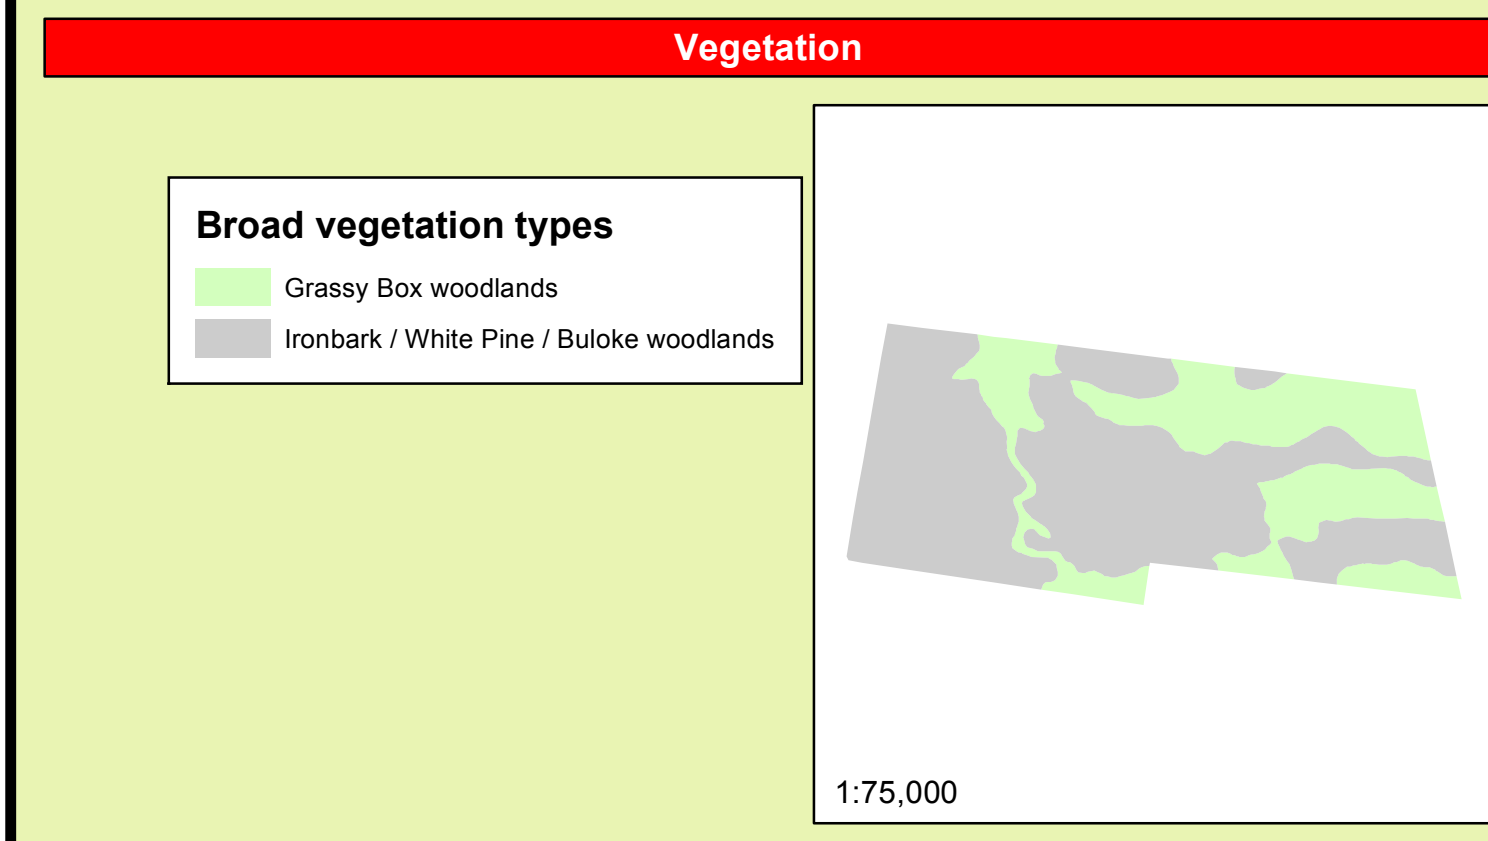 Vegetation
Broad vegetation types
Grassy Box woodlands
Ironbark / White Pine / Buloke woodlands
1:75,000